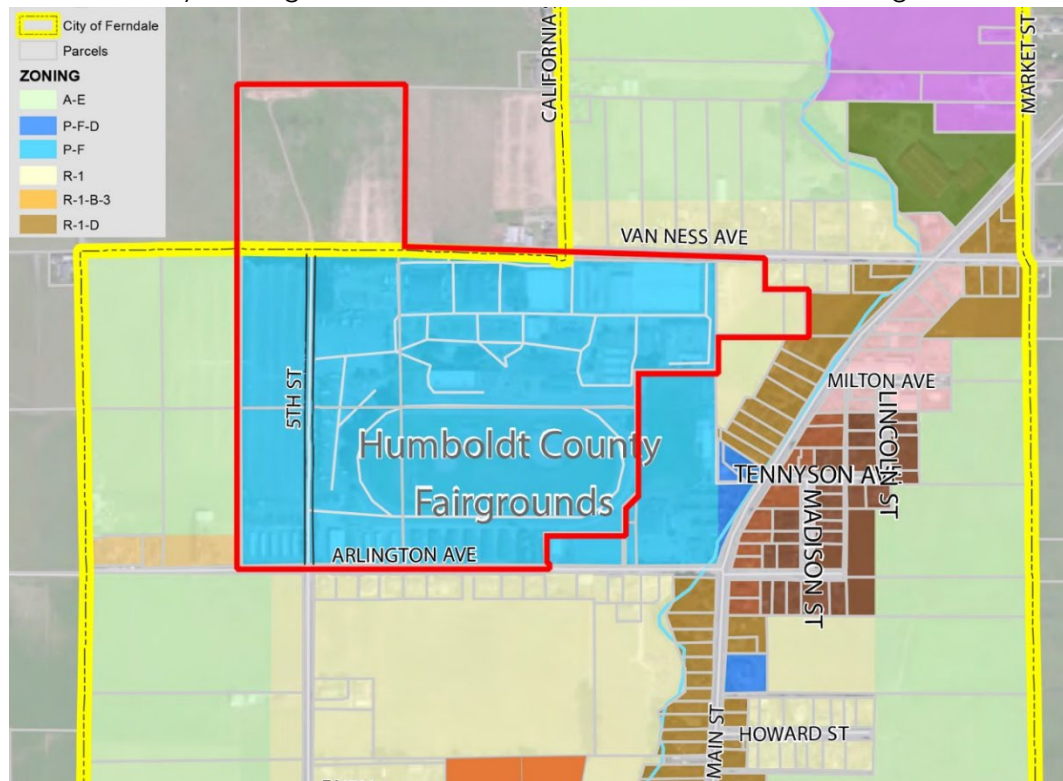 City of Ferndale
Parcels
ZONING
A-E
P-F-D
P-F
R-1
R-1-B-3
R-1-D
CALIFORNIA
MARKET ST
VAN NESS AVE
5TH ST
MILTON AVE
LINCOLN ST
Humboldt County
Fairgrounds
TENNYSON AV
MADISON ST
ARLINGTON AVE
MAIN ST
HOWARD ST